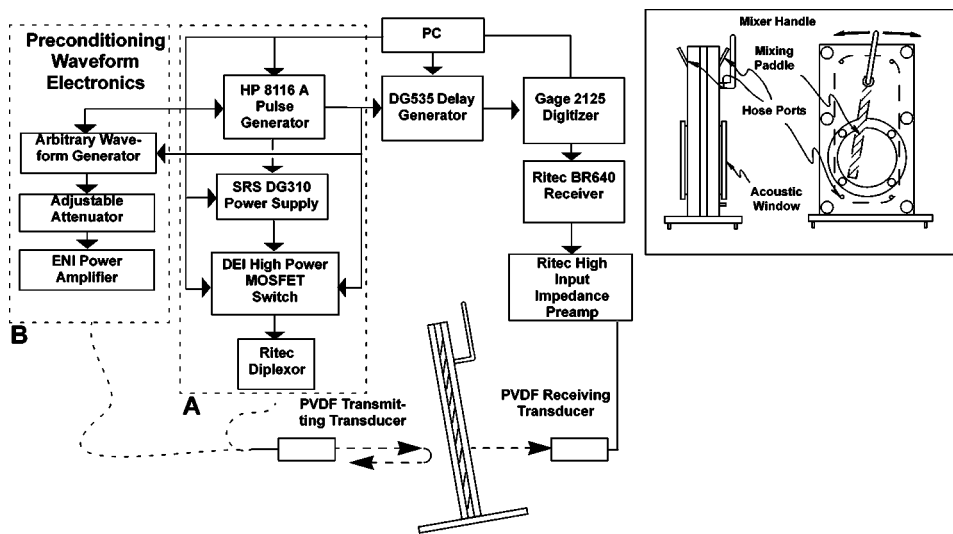 Preconditioning
Waveform
Electronics
Arbitrary Wave-
form Generator
Adjustable
Attenuator
ENI Power
Amplifier
B
HP 8116 A
Pulse
Generator
SRS DG310
Power Supply
DEI High Power
MOSFET
Switch
Ritec
Diplexor
A
PC
DG535 Delay
Generator
Gage 2125
Digitizer
Ritec BR640
Receiver
Ritec High
Input
Impedance
Preamp
PVDF Transmit-
ting Transducer
PVDF Receiving
Transducer
Mixer Handle
Mixing
Paddle
Hose Ports
Acoustic
Window